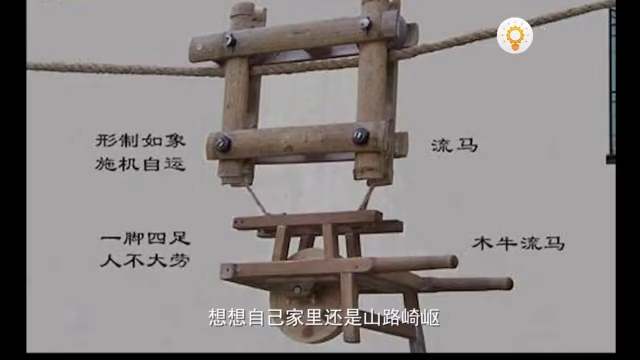 形制如象
施机自运
流马
一脚四足
人不大劳
木牛流马
想想自己家里还是山路崎岖